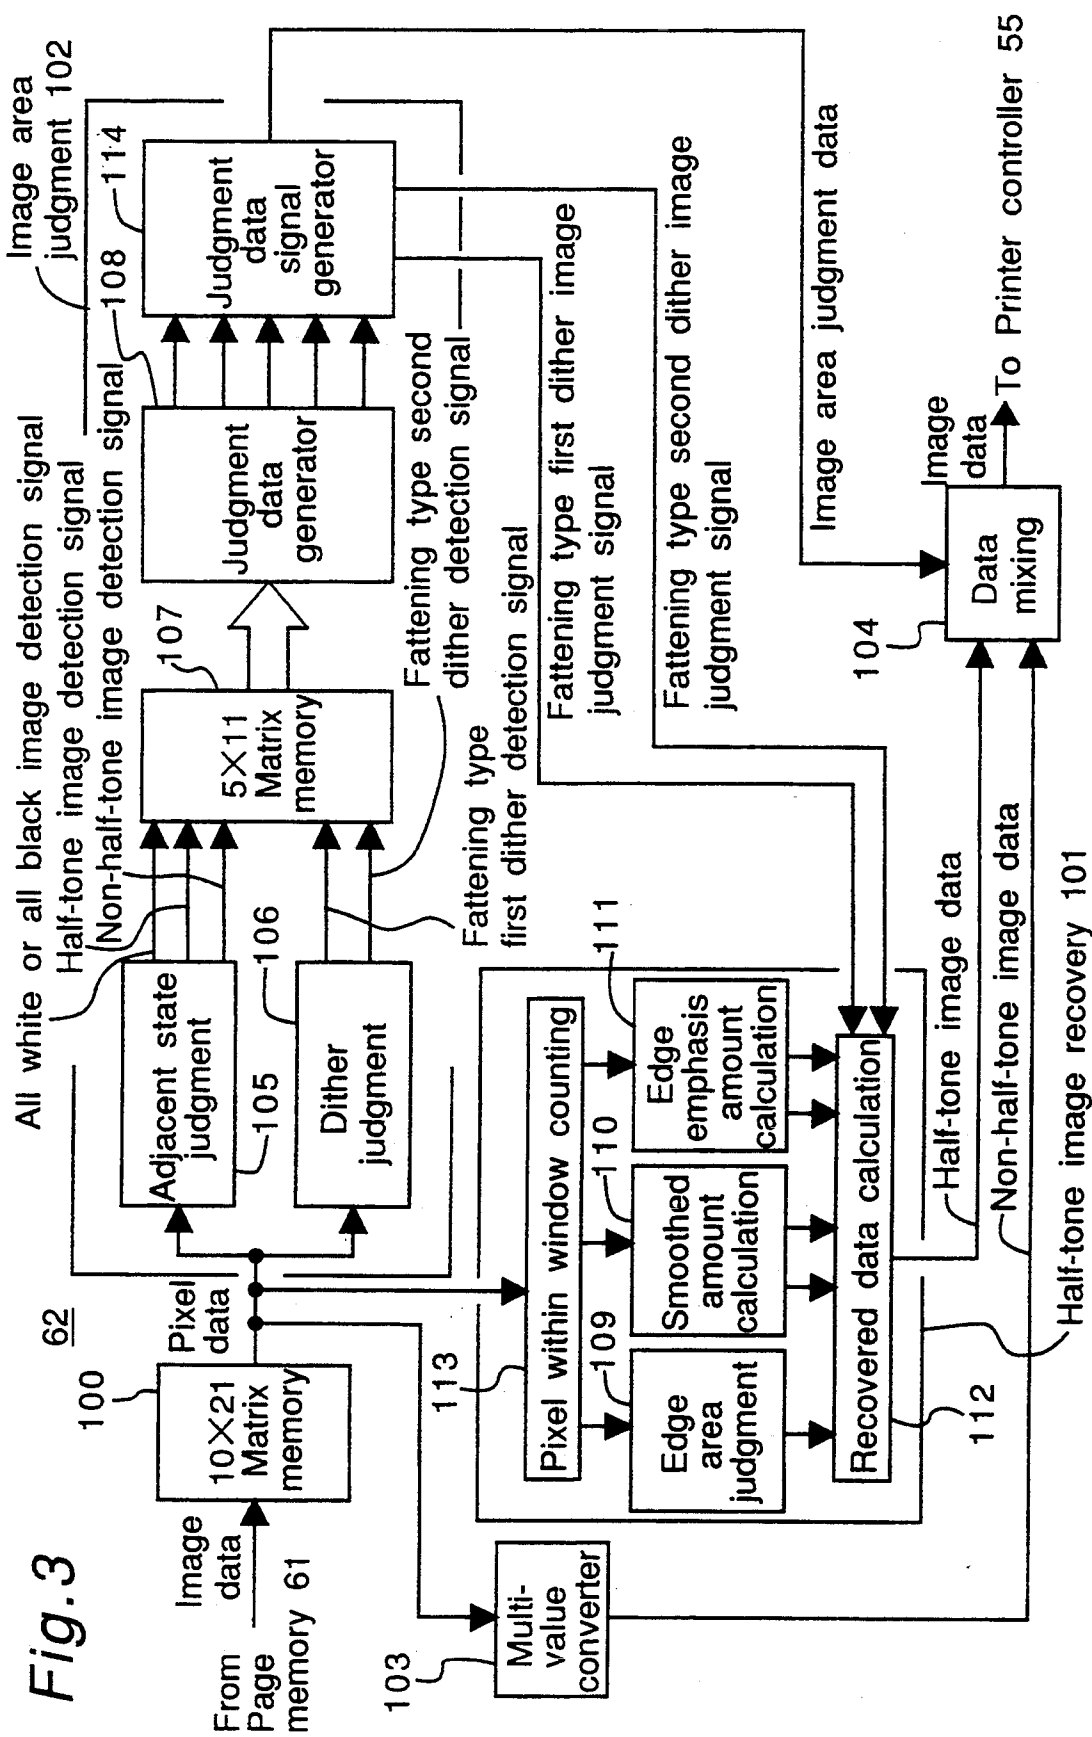 Fig.3
62
From
Page
memory 61
Image
data
100
10×21
Matrix
memory
Pixel
data
All white or all black image detection signal
Half-tone image detection signal
Non-half-tone image detection signal
Image area
judgment 102
Adjacent state
judgment
105
106
Dither
judgment
107
5×11
Matrix
memory
108
Judgment
data
generator
114
Judgment
data
signal
generator
Fattening type second
dither detection signal
Fattening type
first dither detection signal
Fattening type first dither image
judgment signal
Fattening type second dither image
judgment signal
Image area judgment data
103
Multi-
value
converter
113
Pixel within window counting
109
Edge
area
judgment
110
Smoothed
amount
calculation
111
Edge
emphasis
amount
calculation
Recovered data calculation
112
Half-tone image data
Non-half-tone image data
Half-tone image recovery 101
104
Data
mixing
Image
data
To Printer controller 55